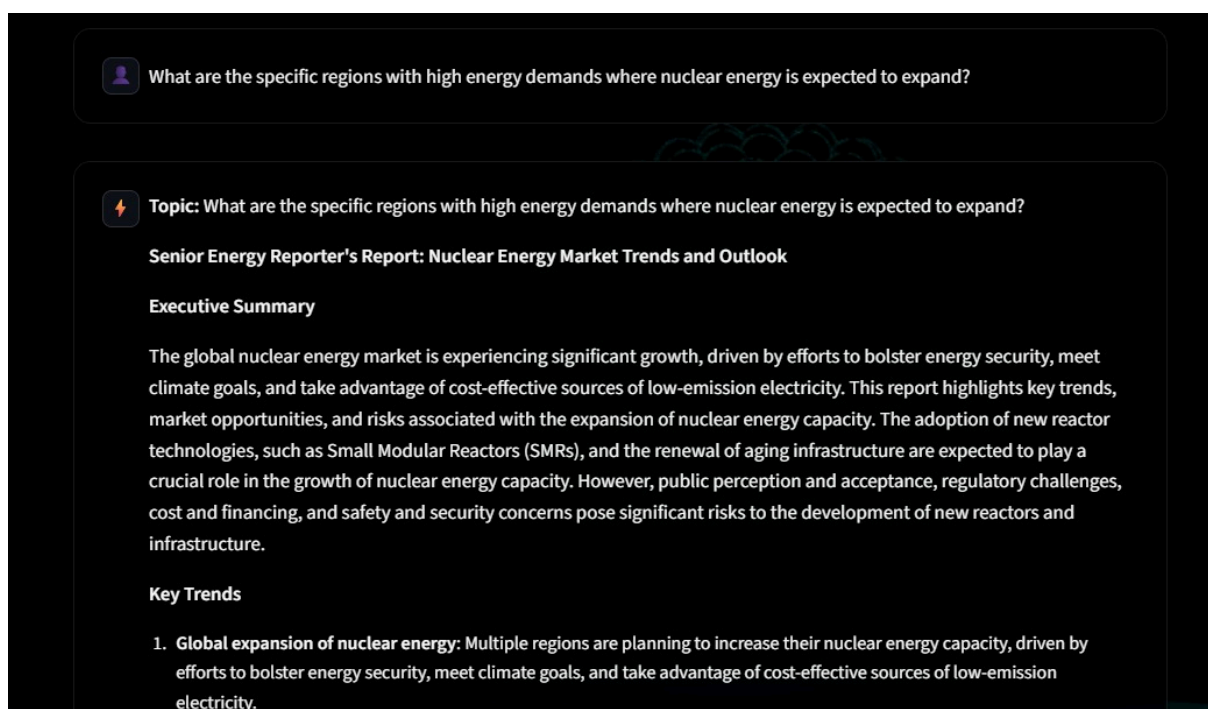 What are the specific regions with high energy demands where nuclear energy is expected to expand?
Topic: What are the specific regions with high energy demands where nuclear energy is expected to expand?
Senior Energy Reporter's Report: Nuclear Energy Market Trends and Outlook
Executive Summary
The global nuclear energy market is experiencing significant growth, driven by efforts to bolster energy security, meet
climate goals, and take advantage of cost-effective sources of low-emission electricity. This report highlights key trends,
market opportunities, and risks associated with the expansion of nuclear energy capacity. The adoption of new reactor
technologies, such as Small Modular Reactors (SMRs), and the renewal of aging infrastructure are expected to play a
crucial role in the growth of nuclear energy capacity. However, public perception and acceptance, regulatory challenges,
cost and financing, and safety and security concerns pose significant risks to the development of new reactors and
infrastructure.
Key Trends
1. Global expansion of nuclear energy: Multiple regions are planning to increase their nuclear energy capacity, driven by
efforts to bolster energy security, meet climate goals, and take advantage of cost-effective sources of low-emission
electricity.